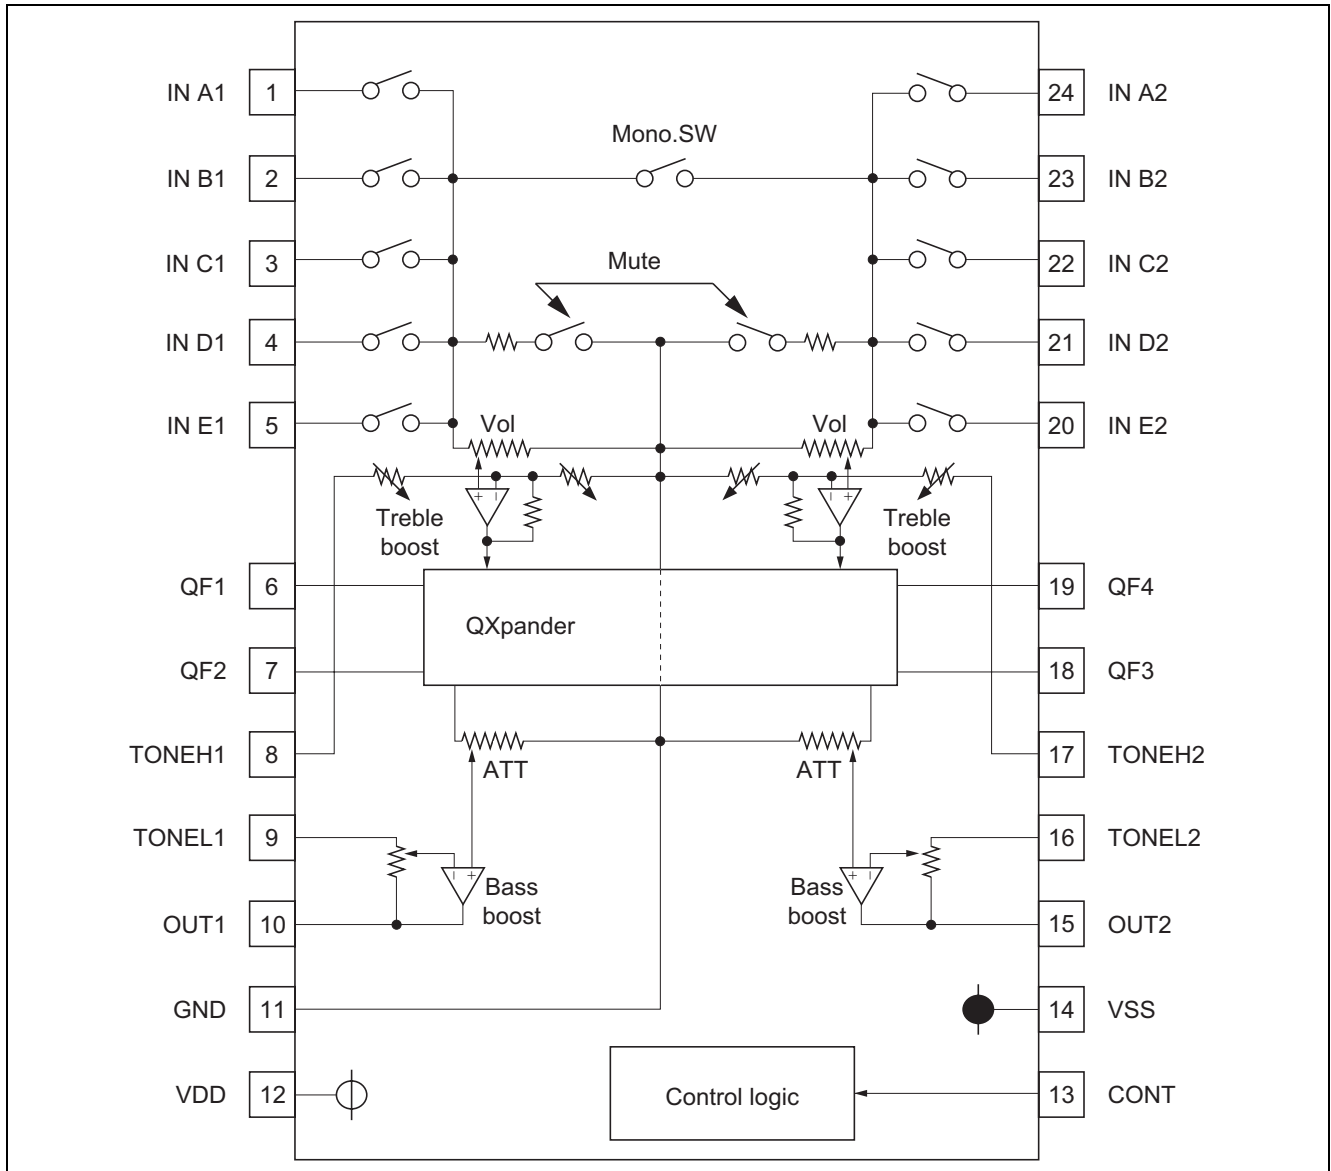 IN A1 1
24 IN A2
Mono.SW
IN B1 2
23 IN B2
IN C1 3
Mute
22 IN C2
IN D1 4
21 IN D2
IN E1 5
Vol
Vol
20 IN E2
+ −
− +
Treble
boost
Treble
boost
QF1 6
19 QF4
QXpander
QF2 7
18 QF3
TONEH1 8
ATT
ATT
17 TONEH2
TONEL1 9
16 TONEL2
− +
+ −
Bass
boost
Bass
boost
OUT1 10
15 OUT2
GND 11
14 VSS
VDD 12
Control logic
13 CONT